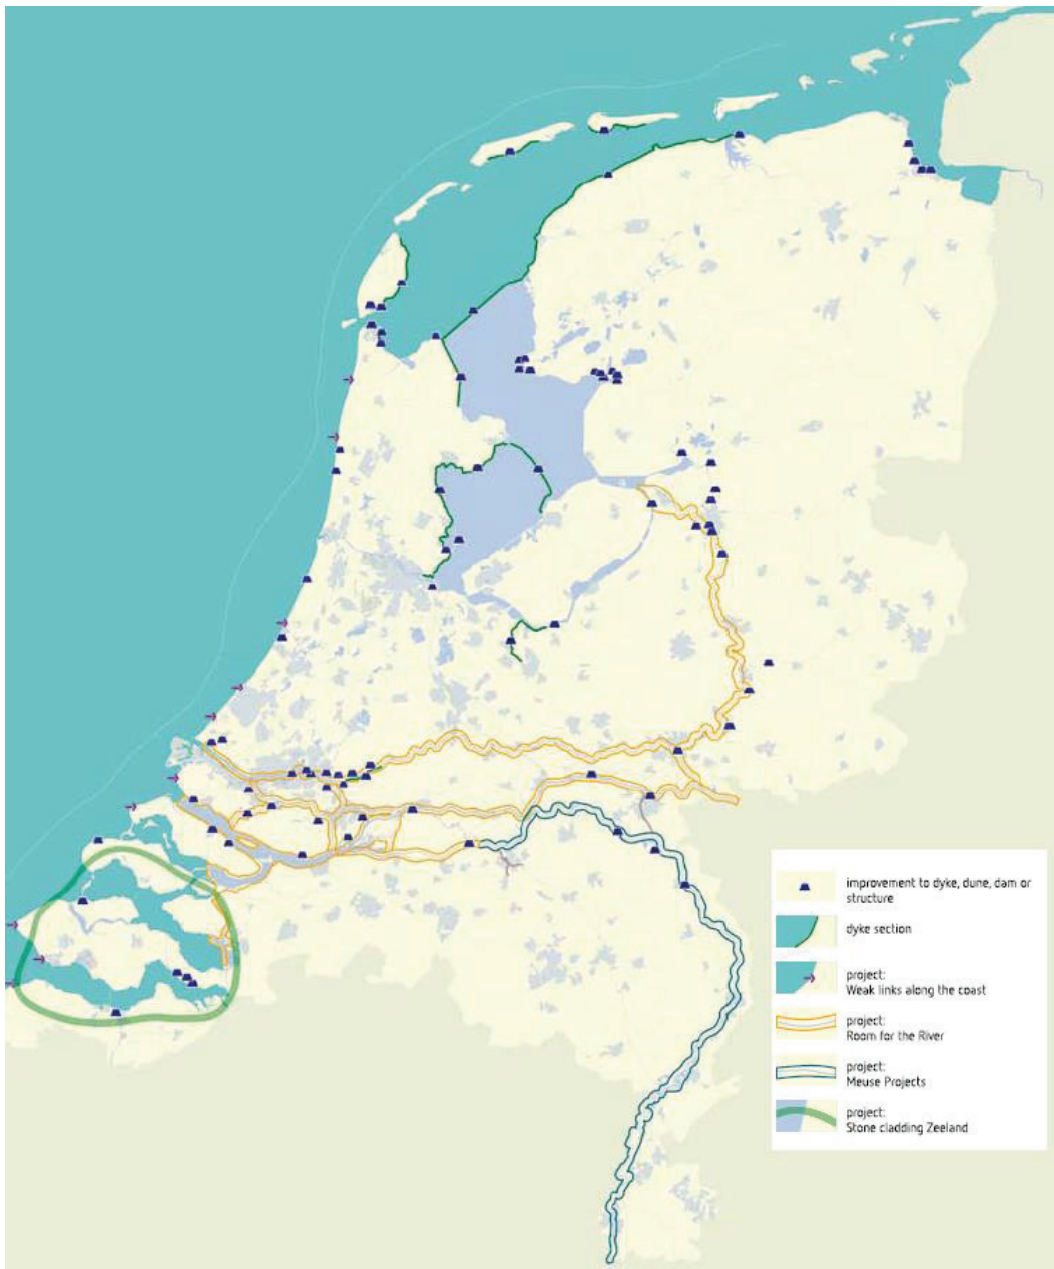 improvement to dyke, dune, dam or
structure
dyke section
project:
Weak links along the coast
project:
Room for the River
project:
Meuse Projects
project:
Stone cladding Zeeland